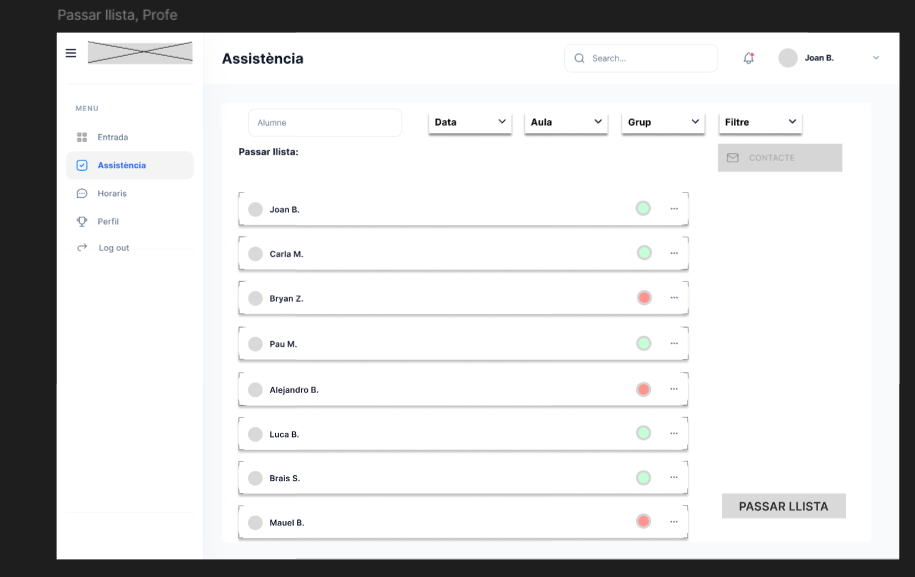 Passar llista, Profe
Assistència
Search...
Joan B.
MENU
Entrada
Assistència
Horaris
Perfil
Log out
Alumne
Data
Aula
Grup
Filtre
Passar llista:
CONTACTE
Joan B.
Carla M.
Bryan Z.
Pau M.
Alejandro B.
Luca B.
Brais S.
Mauel B.
PASSAR LLISTA